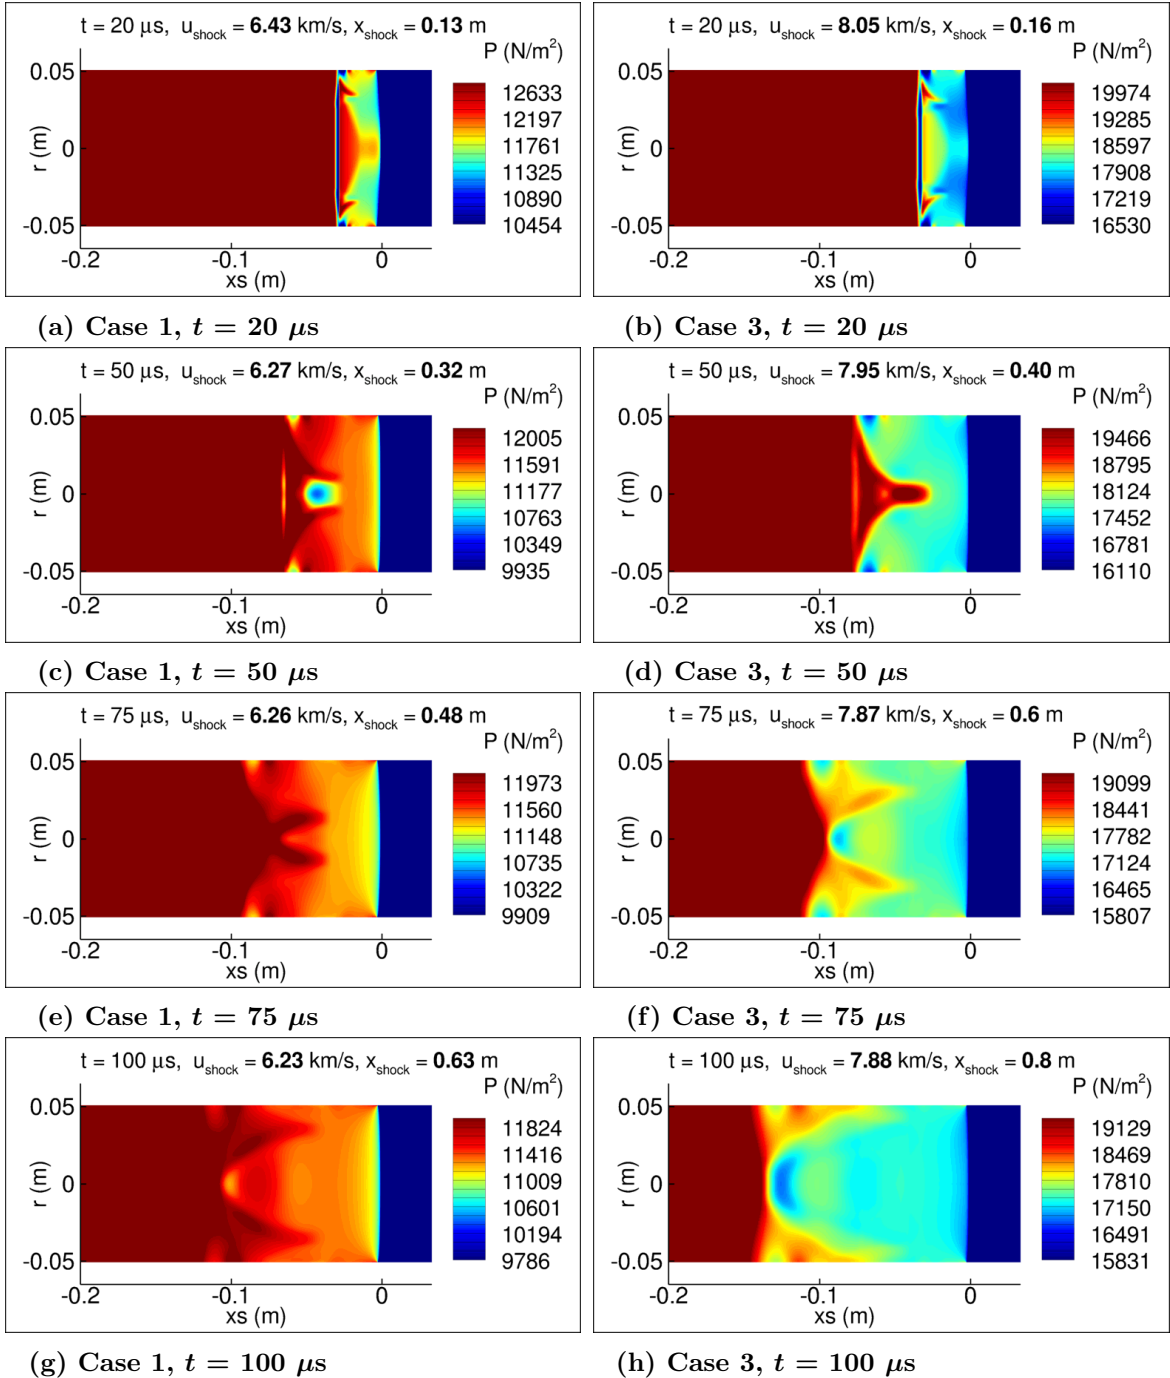 t = 20 μs, u_shock = 6.43 km/s, x_shock = 0.13 m
P (N/m²)
0.05
0
-0.05
r (m)
12633
12197
11761
11325
10890
10454
-0.2
-0.1
0
xs (m)
(a) Case 1, t = 20 μs
t = 20 μs, u_shock = 8.05 km/s, x_shock = 0.16 m
P (N/m²)
0.05
0
-0.05
r (m)
19974
19285
18597
17908
17219
16530
-0.2
-0.1
0
xs (m)
(b) Case 3, t = 20 μs
t = 50 μs, u_shock = 6.27 km/s, x_shock = 0.32 m
P (N/m²)
0.05
0
-0.05
r (m)
12005
11591
11177
10763
10349
9935
-0.2
-0.1
0
xs (m)
(c) Case 1, t = 50 μs
t = 50 μs, u_shock = 7.95 km/s, x_shock = 0.40 m
P (N/m²)
0.05
0
-0.05
r (m)
19466
18795
18124
17452
16781
16110
-0.2
-0.1
0
xs (m)
(d) Case 3, t = 50 μs
t = 75 μs, u_shock = 6.26 km/s, x_shock = 0.48 m
P (N/m²)
0.05
0
-0.05
r (m)
11973
11560
11148
10735
10322
9909
-0.2
-0.1
0
xs (m)
(e) Case 1, t = 75 μs
t = 75 μs, u_shock = 7.87 km/s, x_shock = 0.6 m
P (N/m²)
0.05
0
-0.05
r (m)
19099
18441
17782
17124
16465
15807
-0.2
-0.1
0
xs (m)
(f) Case 3, t = 75 μs
t = 100 μs, u_shock = 6.23 km/s, x_shock = 0.63 m
P (N/m²)
0.05
0
-0.05
r (m)
11824
11416
11009
10601
10194
9786
-0.2
-0.1
0
xs (m)
(g) Case 1, t = 100 μs
t = 100 μs, u_shock = 7.88 km/s, x_shock = 0.8 m
P (N/m²)
0.05
0
-0.05
r (m)
19129
18469
17810
17150
16491
15831
-0.2
-0.1
0
xs (m)
(h) Case 3, t = 100 μs